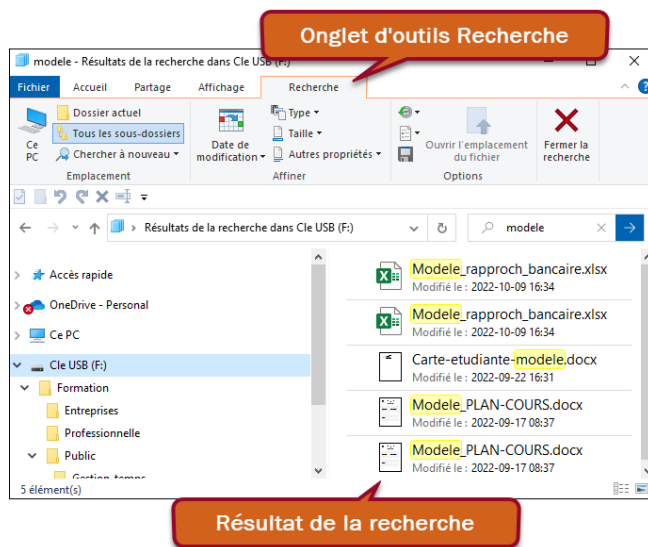 Onglet d'outils Recherche
modele - Résultats de la recherche dans Cle USB (F:)
Fichier Accueil Partage Affichage Recherche
Ce PC
Dossier actuel
Tous les sous-dossiers
Chercher à nouveau
Emplacement
Date de modification
Type
Taille
Autres propriétés
Affiner
Ouvrir l'emplacement du fichier
Options
Fermer la recherche
Résultats de la recherche dans Cle USB (F:)
modele
Accès rapide
OneDrive - Personal
Ce PC
Cle USB (F:)
Formation
Entreprises
Professionnelle
Public
Gestion-temps
Modele_rapproch_bancaire.xlsx
Modifié le : 2022-10-09 16:34
Modele_rapproch_bancaire.xlsx
Modifié le : 2022-10-09 16:34
Carte-etudiante-modele.docx
Modifié le : 2022-09-22 16:31
Modele_PLAN-COURS.docx
Modifié le : 2022-09-17 08:37
Modele_PLAN-COURS.docx
Modifié le : 2022-09-17 08:37
5 élément(s)
Résultat de la recherche